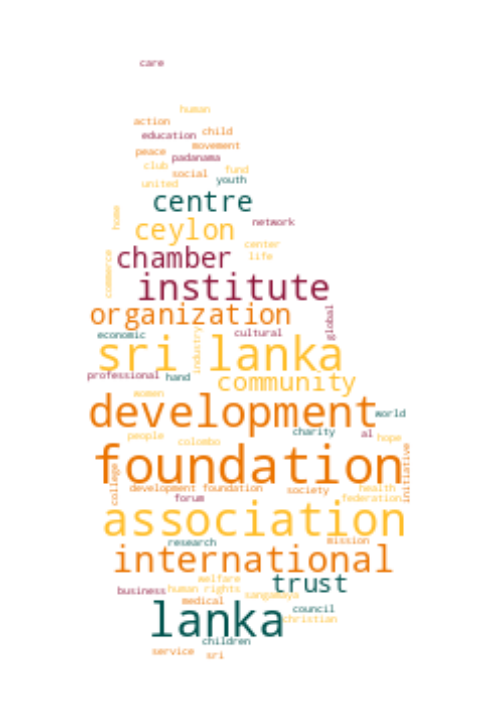 care
human
action
education child
movement
peace
padanama
club
social fund
united
youth
centre
home
network
ceylon
center
life
chamber
commerce
institute
organization
global
economic
cultural
industry
sri lanka
professional hand
community
women
development
world
charity
al
people
hope
colombo
foundation
initiative
college
development foundation
society
health
forum
federation
association
research
mission
international
welfare
trust
business
human rights
sangamaya
medical
council
lanka
christian
children
service
sri